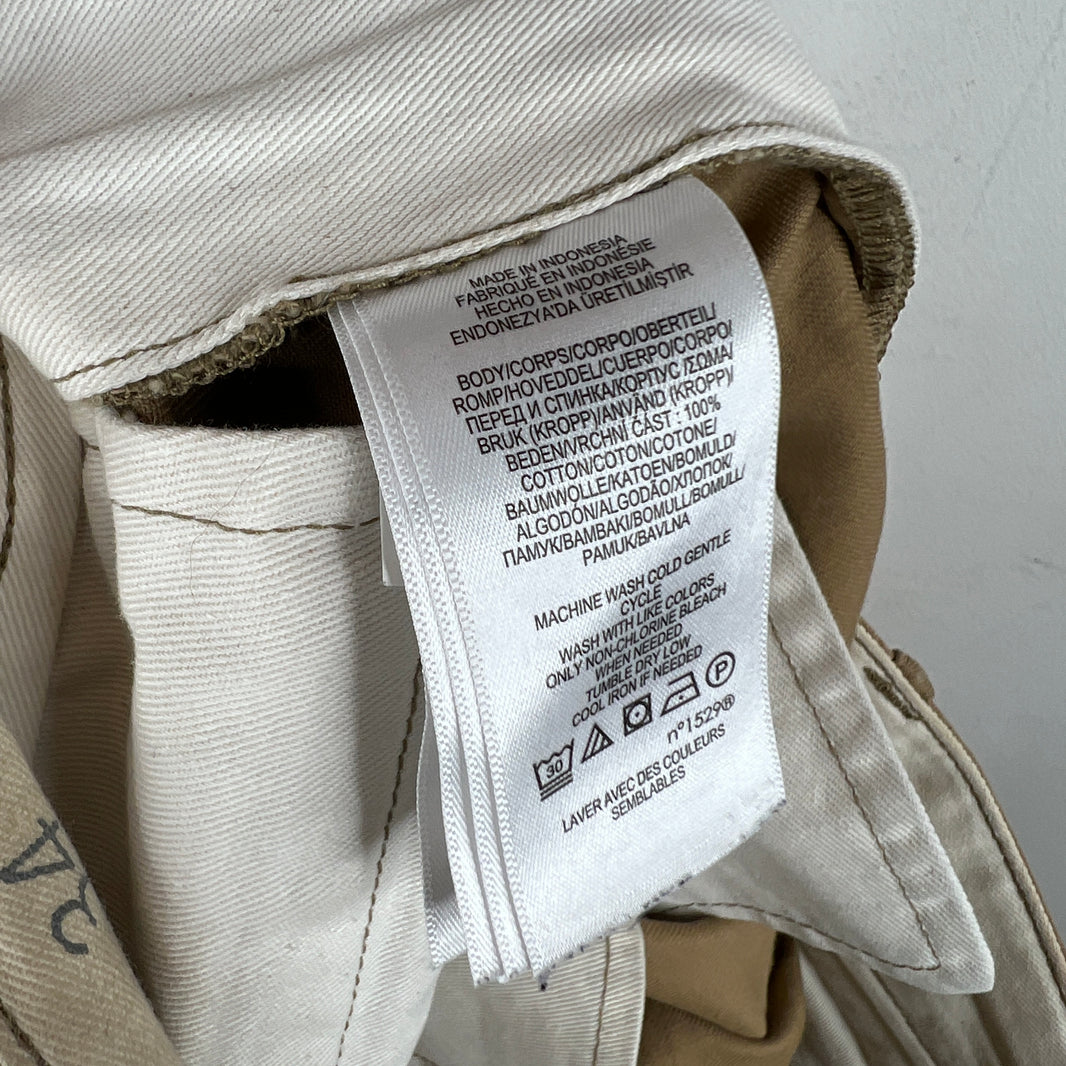 MADE IN INDONESIA
FABRIQUÉ EN INDONÉSIE
HECHO EN INDONESIA
ENDONEZYA'DA ÜRETILMIŞTIR
BODY/CORPS/CORPO/OBERTEIL/
ROMP/HOVEDDEL/CUERPO/CORPO/
ПЕРЕД И СПИНКА/КОРПУС /ΣΩΜΑ/
BRUK (KROPP)/ANVÄND (KROPP)/
BEDEN/VRCHNÍ ČÁST : 100%
COTTON/COTON/COTONE/
BAUMWOLLE/KATOEN/BOMULD/
ALGODÓN/ALGODÃO/ХЛОПОК/
ПАМУК/BAMBAKI/BOMULL/BOMULL/
PAMUK/BAVLNA
MACHINE WASH COLD GENTLE
CYCLE
WASH WITH LIKE COLORS
ONLY NON-CHLORINE BLEACH
WHEN NEEDED
TUMBLE DRY LOW
COOL IRON IF NEEDED
30 P
n°1529®
LAVER AVEC DES COULEURS
SEMBLABLES
34